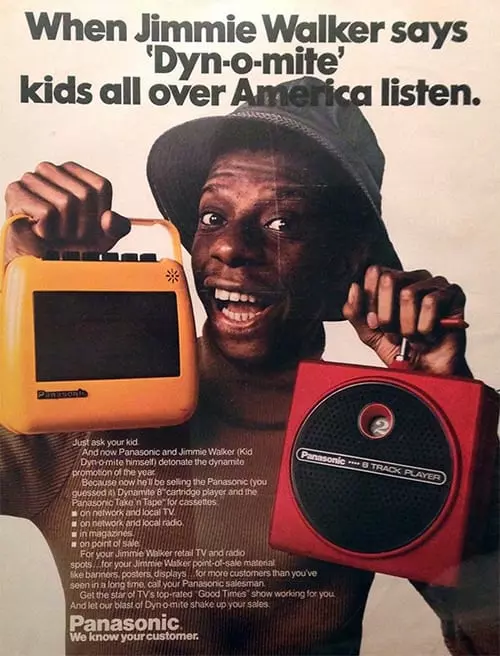 When Jimmie Walker says
'Dyn-o-mite'
kids all over America listen.
Panasonic
2
Panasonic 8 TRACK PLAYER
Just ask your kid.
And now Panasonic and Jimmie Walker (Kid
Dyn-o-mite himself) detonate the dynamite
promotion of the year.
Because now he'll be selling the Panasonic (you
guessed it) Dynamite 8™ cartridge player and the
Panasonic Take 'n Tape™ for cassettes.
■ on network and local TV.
■ on network and local radio.
■ in magazines.
■ on point of sale.
For your Jimmie Walker retail TV and radio
spots...for your Jimmie Walker point-of-sale material
like banners, posters, displays...for more customers than you've
seen in a long time, call your Panasonic salesman.
Get the star of TV's top-rated "Good Times" show working for you.
And let our blast of Dyn-o-mite shake up your sales.
Panasonic.
We know your customer.